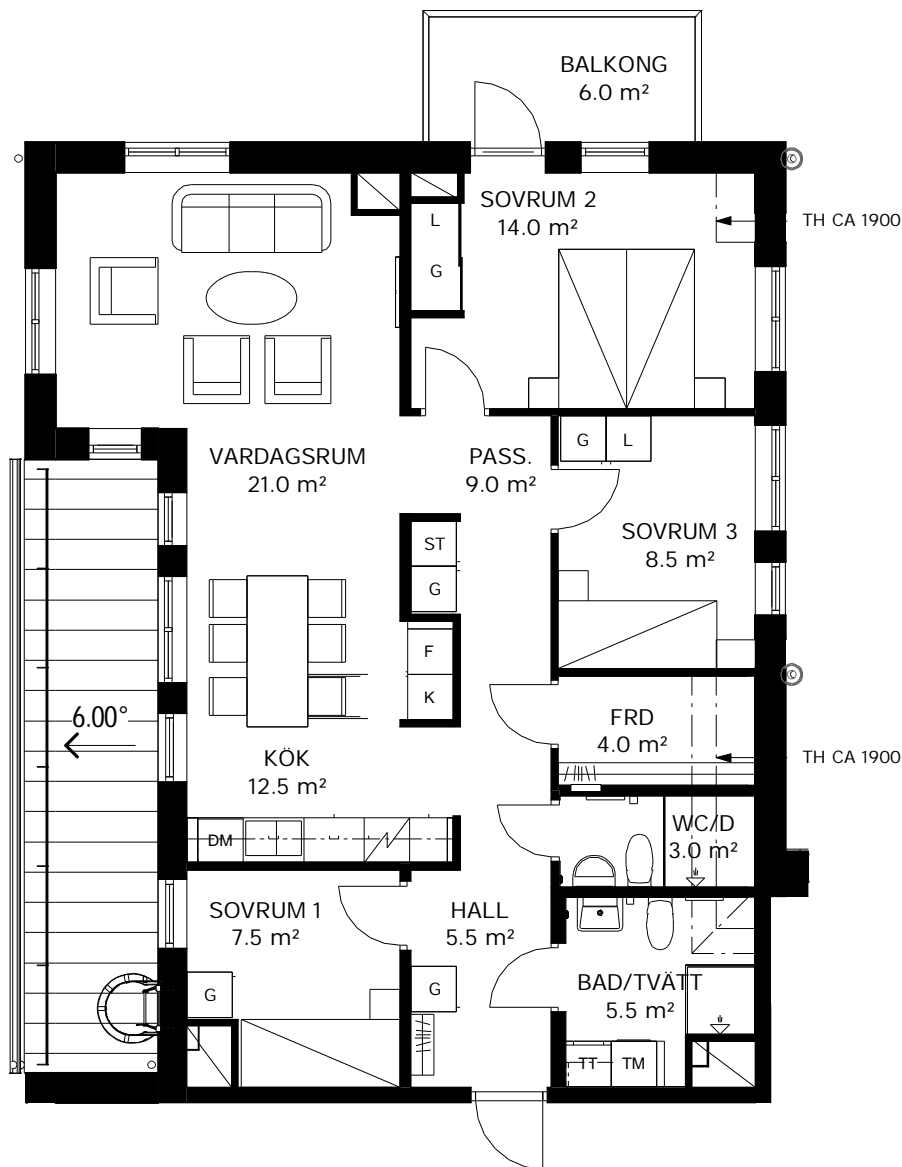 BALKONG
6.0 m²
SOVRUM 2
14.0 m²
L
G
TH CA 1900
VARDAGSRUM
21.0 m²
PASS.
9.0 m²
G
L
SOVRUM 3
8.5 m²
ST
G
F
K
6.00°
FRD
4.0 m²
TH CA 1900
KÖK
12.5 m²
DM
WC/D
3.0 m²
SOVRUM 1
7.5 m²
HALL
5.5 m²
G
G
BAD/TVÄTT
5.5 m²
TT
TM